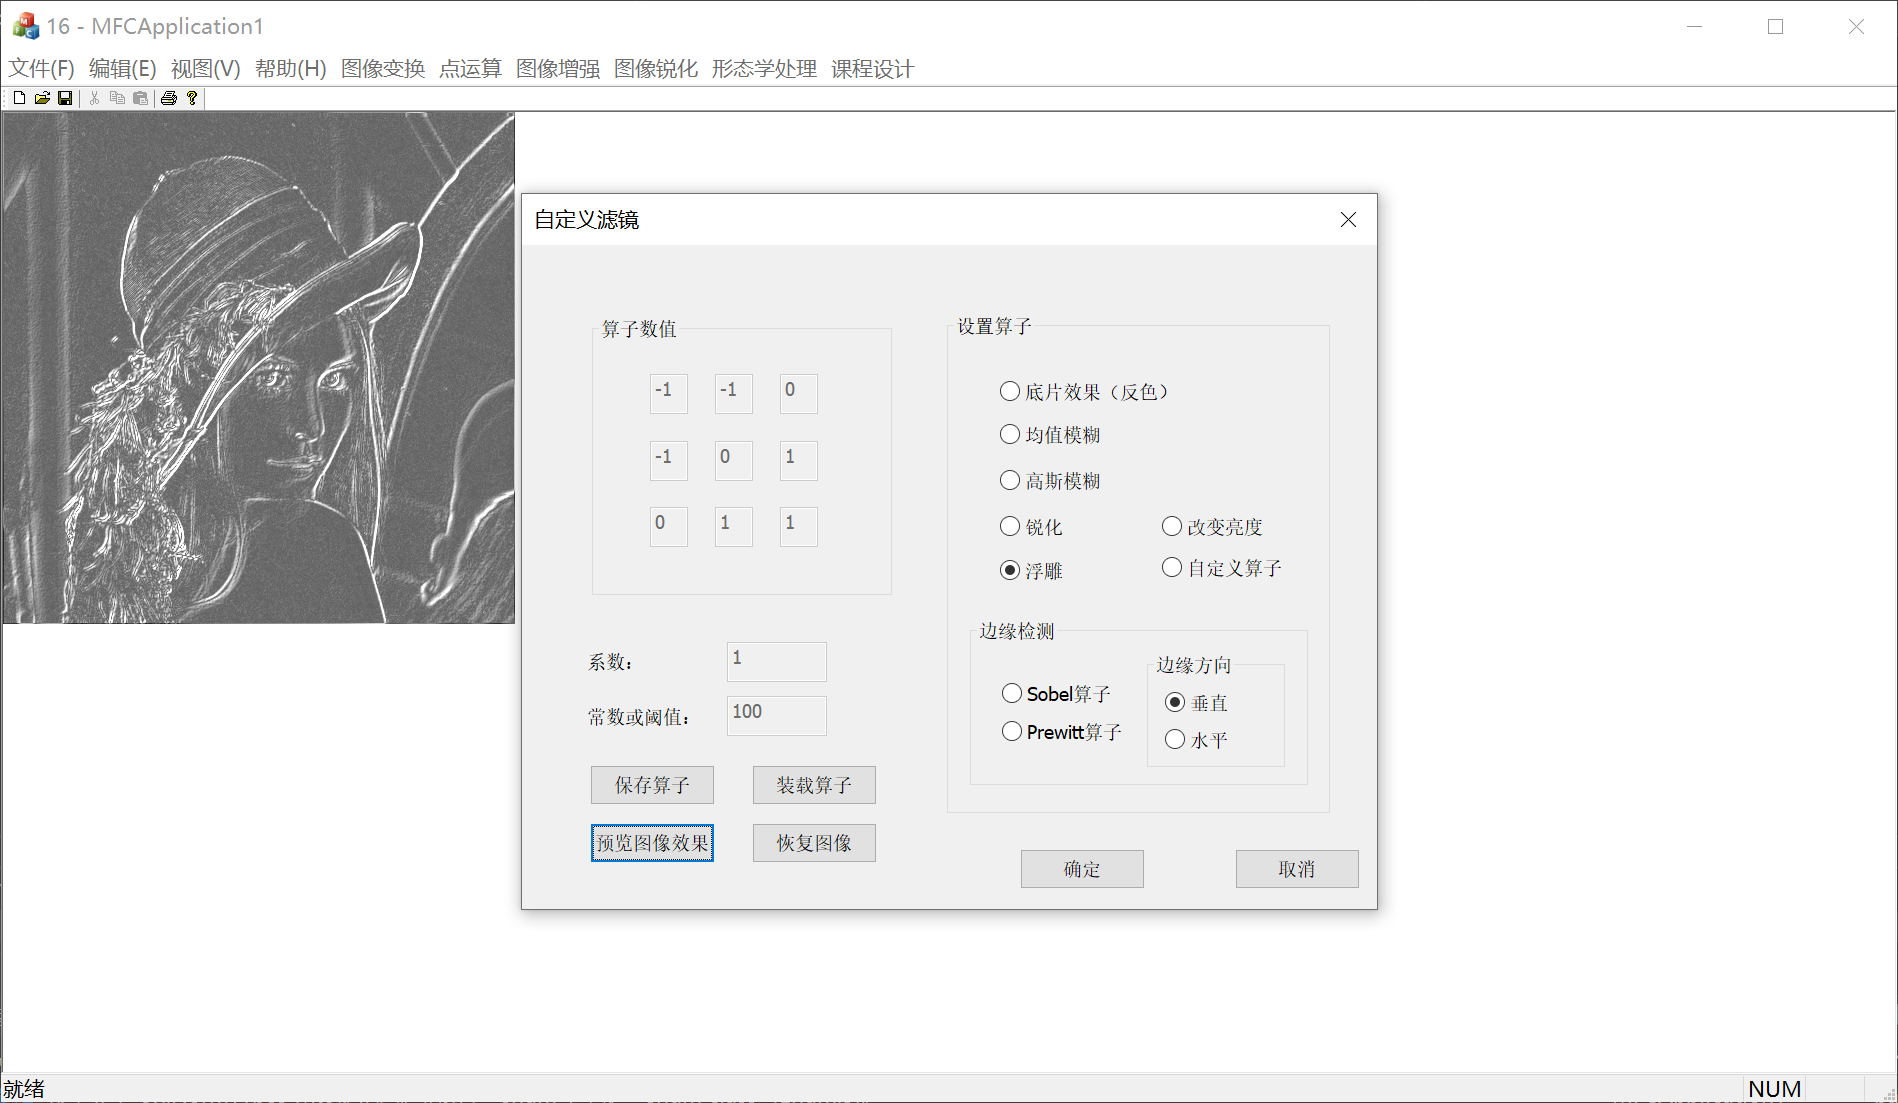 16 - MFCApplication1
文件(F) 编辑(E) 视图(V) 帮助(H) 图像变换 点运算 图像增强 图像锐化 形态学处理 课程设计
自定义滤镜
算子数值
-1 -1 0
-1 0 1
0 1 1
系数： 1
常数或阈值： 100
保存算子 装载算子
预览图像效果 恢复图像
设置算子
底片效果（反色）
均值模糊
高斯模糊
锐化 改变亮度
浮雕 自定义算子
边缘检测
Sobel算子
Prewitt算子
边缘方向
垂直
水平
确定 取消
就绪 NUM